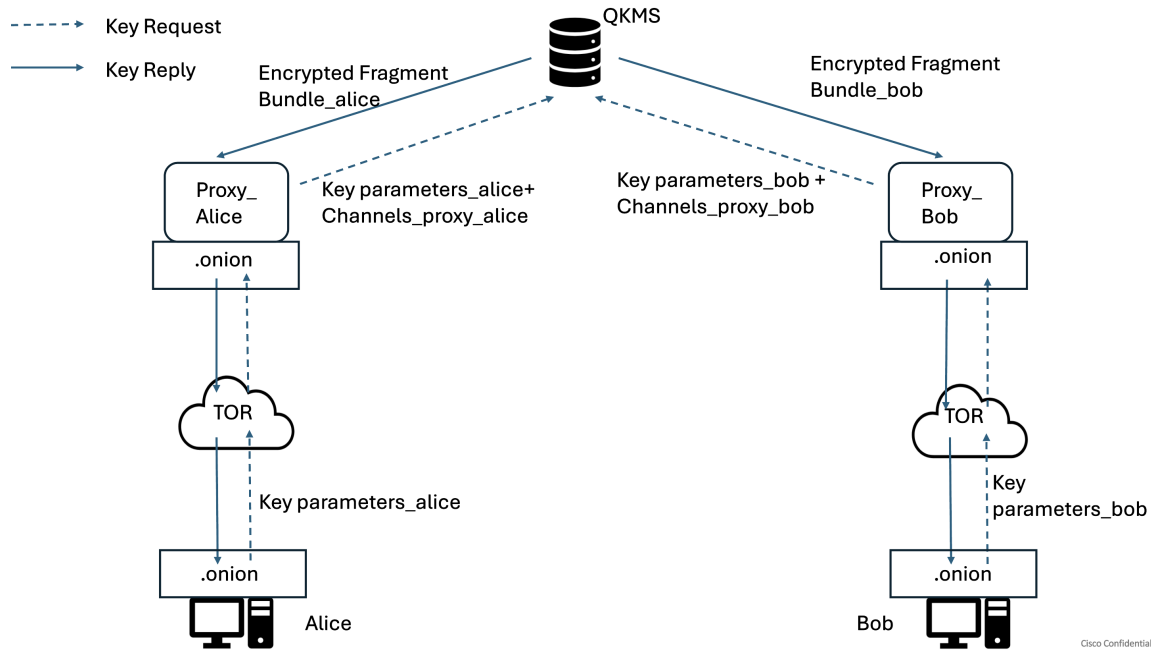 QKMS
Key Request
Key Reply
Encrypted Fragment
Bundle_alice
Encrypted Fragment
Bundle_bob
Proxy_
Alice
Key parameters_alice+
Channels_proxy_alice
Key parameters_bob +
Channels_proxy_bob
Proxy_
Bob
.onion
.onion
TOR
TOR
Key parameters_alice
Key
parameters_bob
.onion
.onion
Alice
Bob
Cisco Confidential